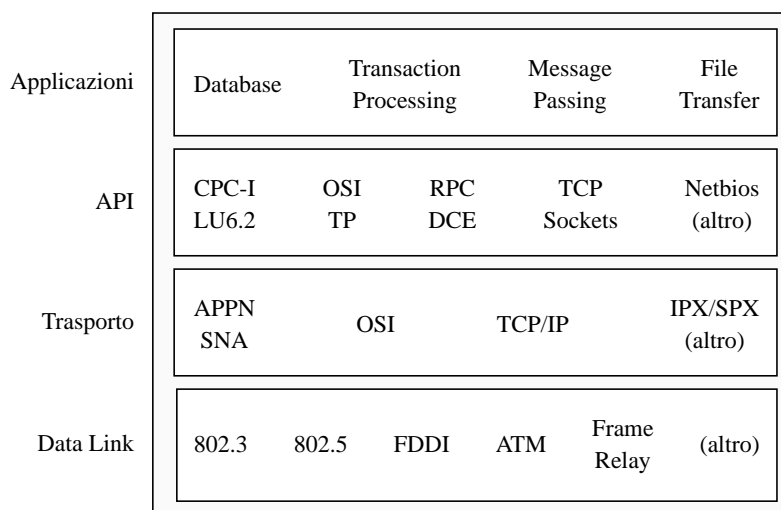 Applicazioni
Database
Transaction
Processing
Message
Passing
File
Transfer
API
CPC-I
LU6.2
OSI
TP
RPC
DCE
TCP
Sockets
Netbios
(altro)
Trasporto
APPN
SNA
OSI
TCP/IP
IPX/SPX
(altro)
Data Link
802.3
802.5
FDDI
ATM
Frame
Relay
(altro)